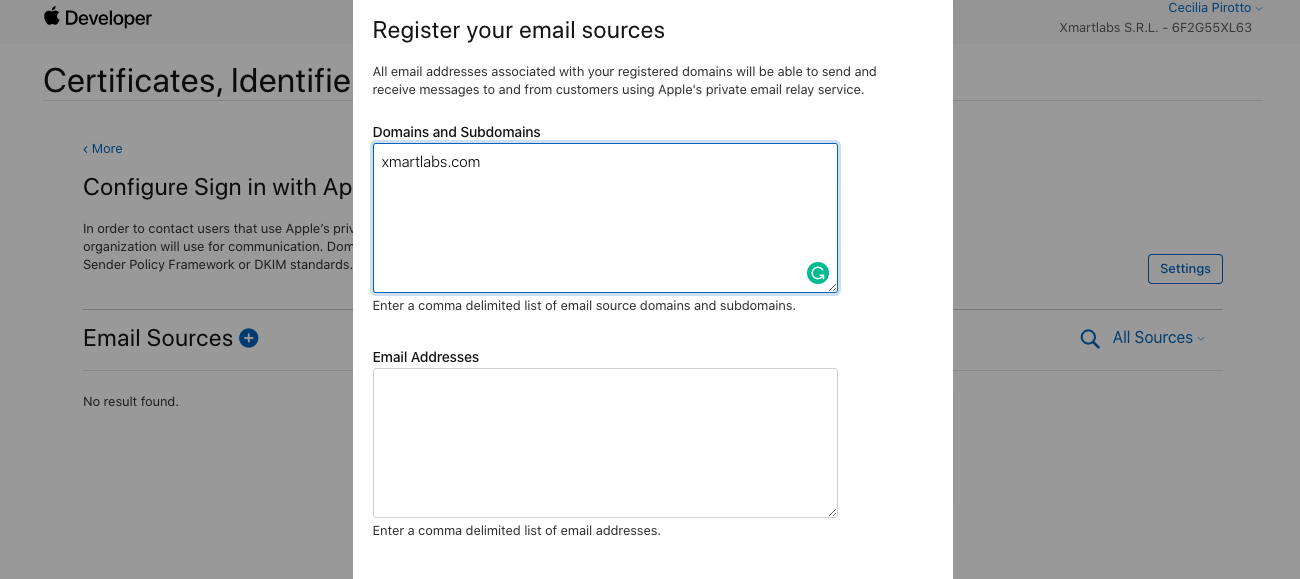 Developer
Cecilia Pirotto
Xmartlabs S.R.L. - 6F2G55XL63
Certificates, Identifie
‹ More
Configure Sign in with Ap
In order to contact users that use Apple's priv
organization will use for communication. Dom
Sender Policy Framework or DKIM standards.
Settings
Email Sources
All Sources
No result found.
Register your email sources
All email addresses associated with your registered domains will be able to send and
receive messages to and from customers using Apple's private email relay service.
Domains and Subdomains
xmartlabs.com
Enter a comma delimited list of email source domains and subdomains.
Email Addresses
Enter a comma delimited list of email addresses.